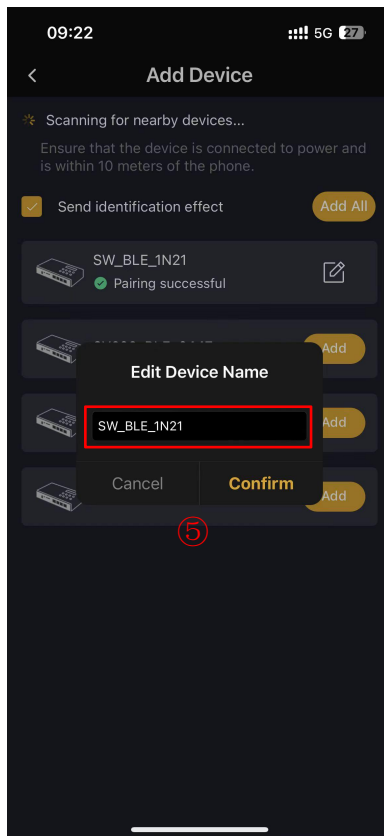 09:22
5G 27
Add Device
Scanning for nearby devices...
Ensure that the device is connected to power and
is within 10 meters of the phone.
Send identification effect
Add All
SW_BLE_1N21
Pairing successful
Add
Edit Device Name
Add
SW_BLE_1N21
Cancel
Confirm
Add
⑤